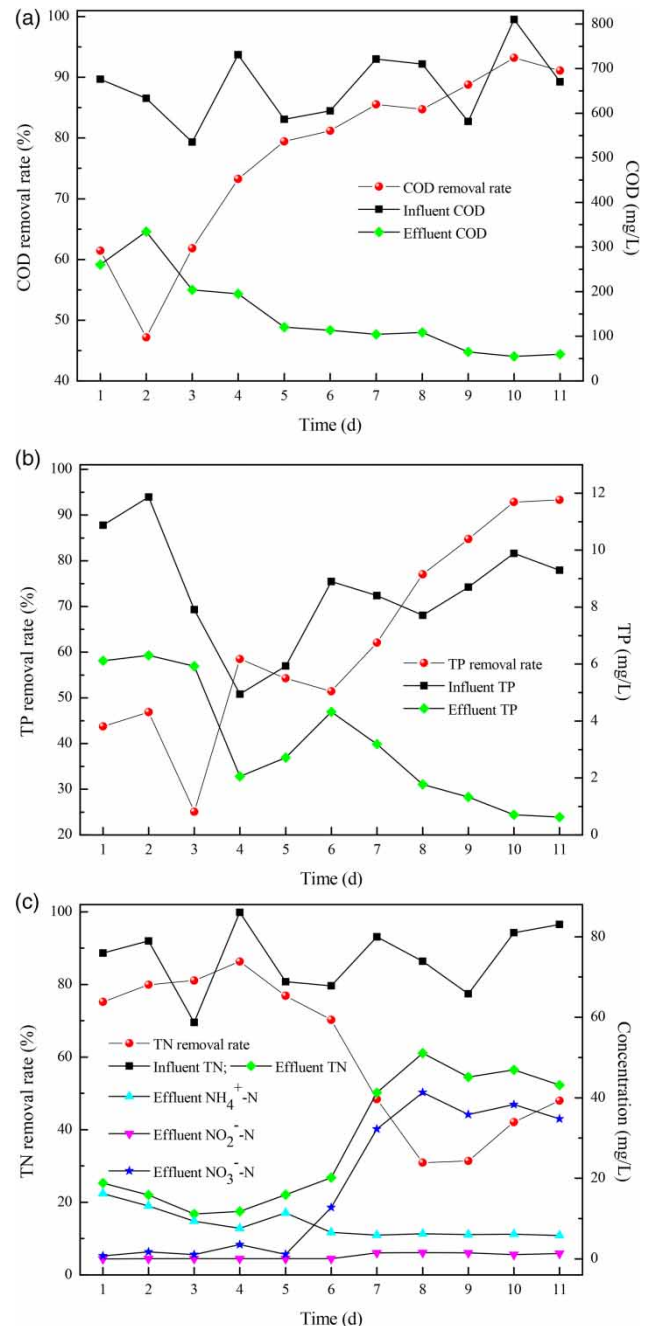 (a)
100
90
80
70
60
50
40
COD removal rate (%)
800
700
600
500
400
300
200
100
0
COD (mg/L)
COD removal rate
Influent COD
Effluent COD
1 2 3 4 5 6 7 8 9 10 11
Time (d)
(b)
100
90
80
70
60
50
40
30
20
TP removal rate (%)
12
10
8
6
4
2
0
TP (mg/L)
TP removal rate
Influent TP
Effluent TP
1 2 3 4 5 6 7 8 9 10 11
Time (d)
(c)
100
80
60
40
20
0
TN removal rate (%)
80
60
40
20
0
Concentration (mg/L)
TN removal rate
Influent TN; Effluent TN
Effluent NH₄⁺-N
Effluent NO₂⁻-N
Effluent NO₃⁻-N
1 2 3 4 5 6 7 8 9 10 11
Time (d)